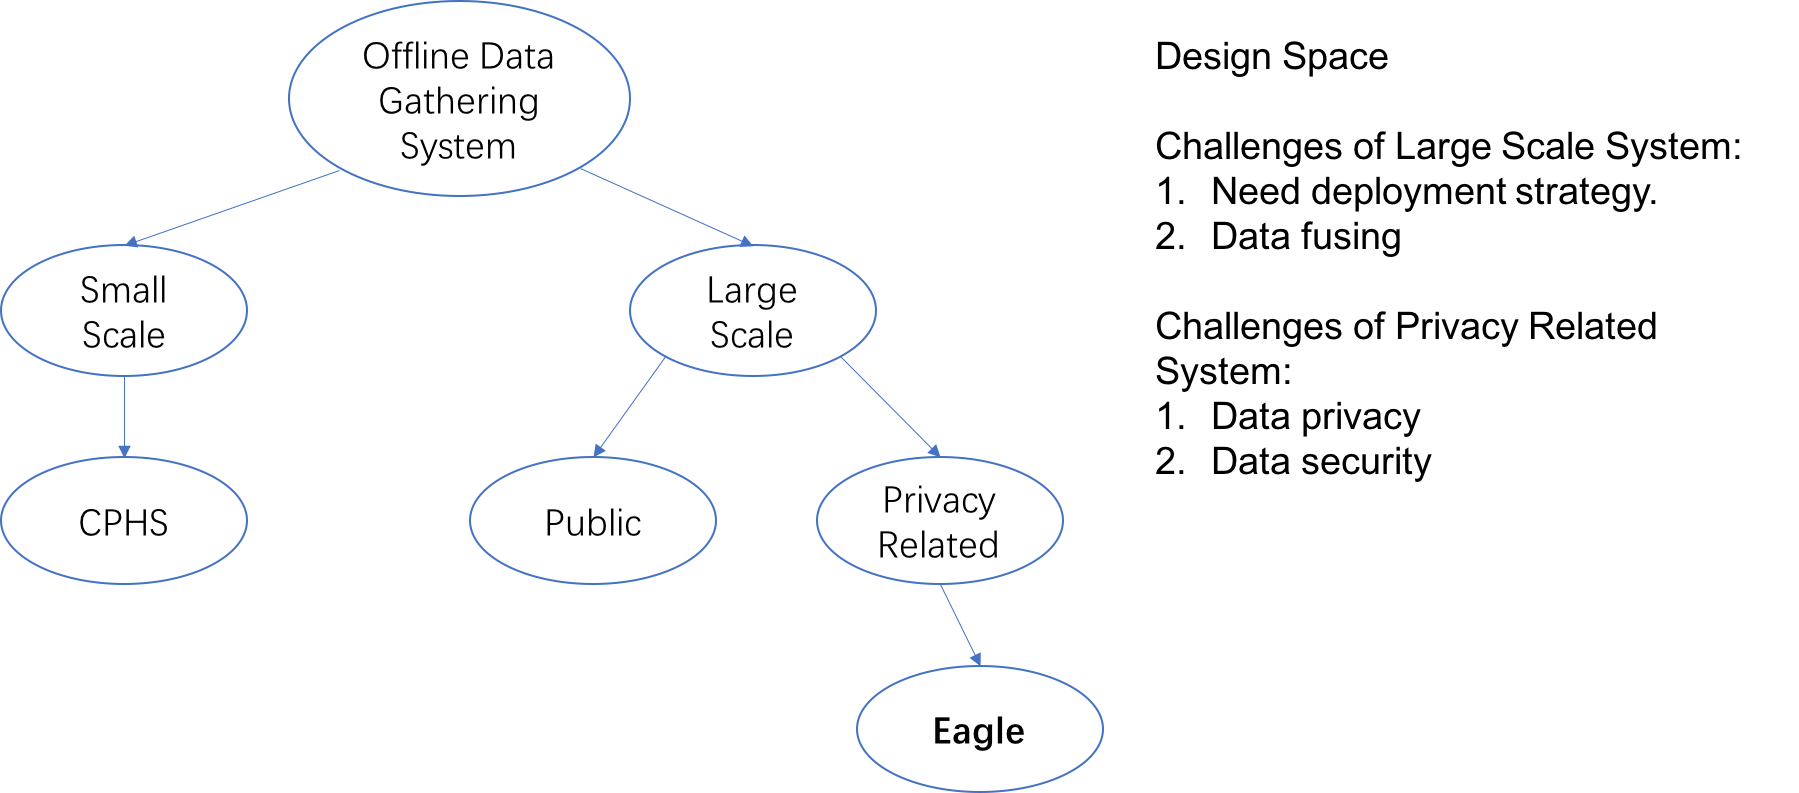 Offline Data
Gathering
System
Small
Scale
Large
Scale
CPHS
Public
Privacy
Related
Eagle
Design Space
Challenges of Large Scale System:
1. Need deployment strategy.
2. Data fusing
Challenges of Privacy Related
System:
1. Data privacy
2. Data security